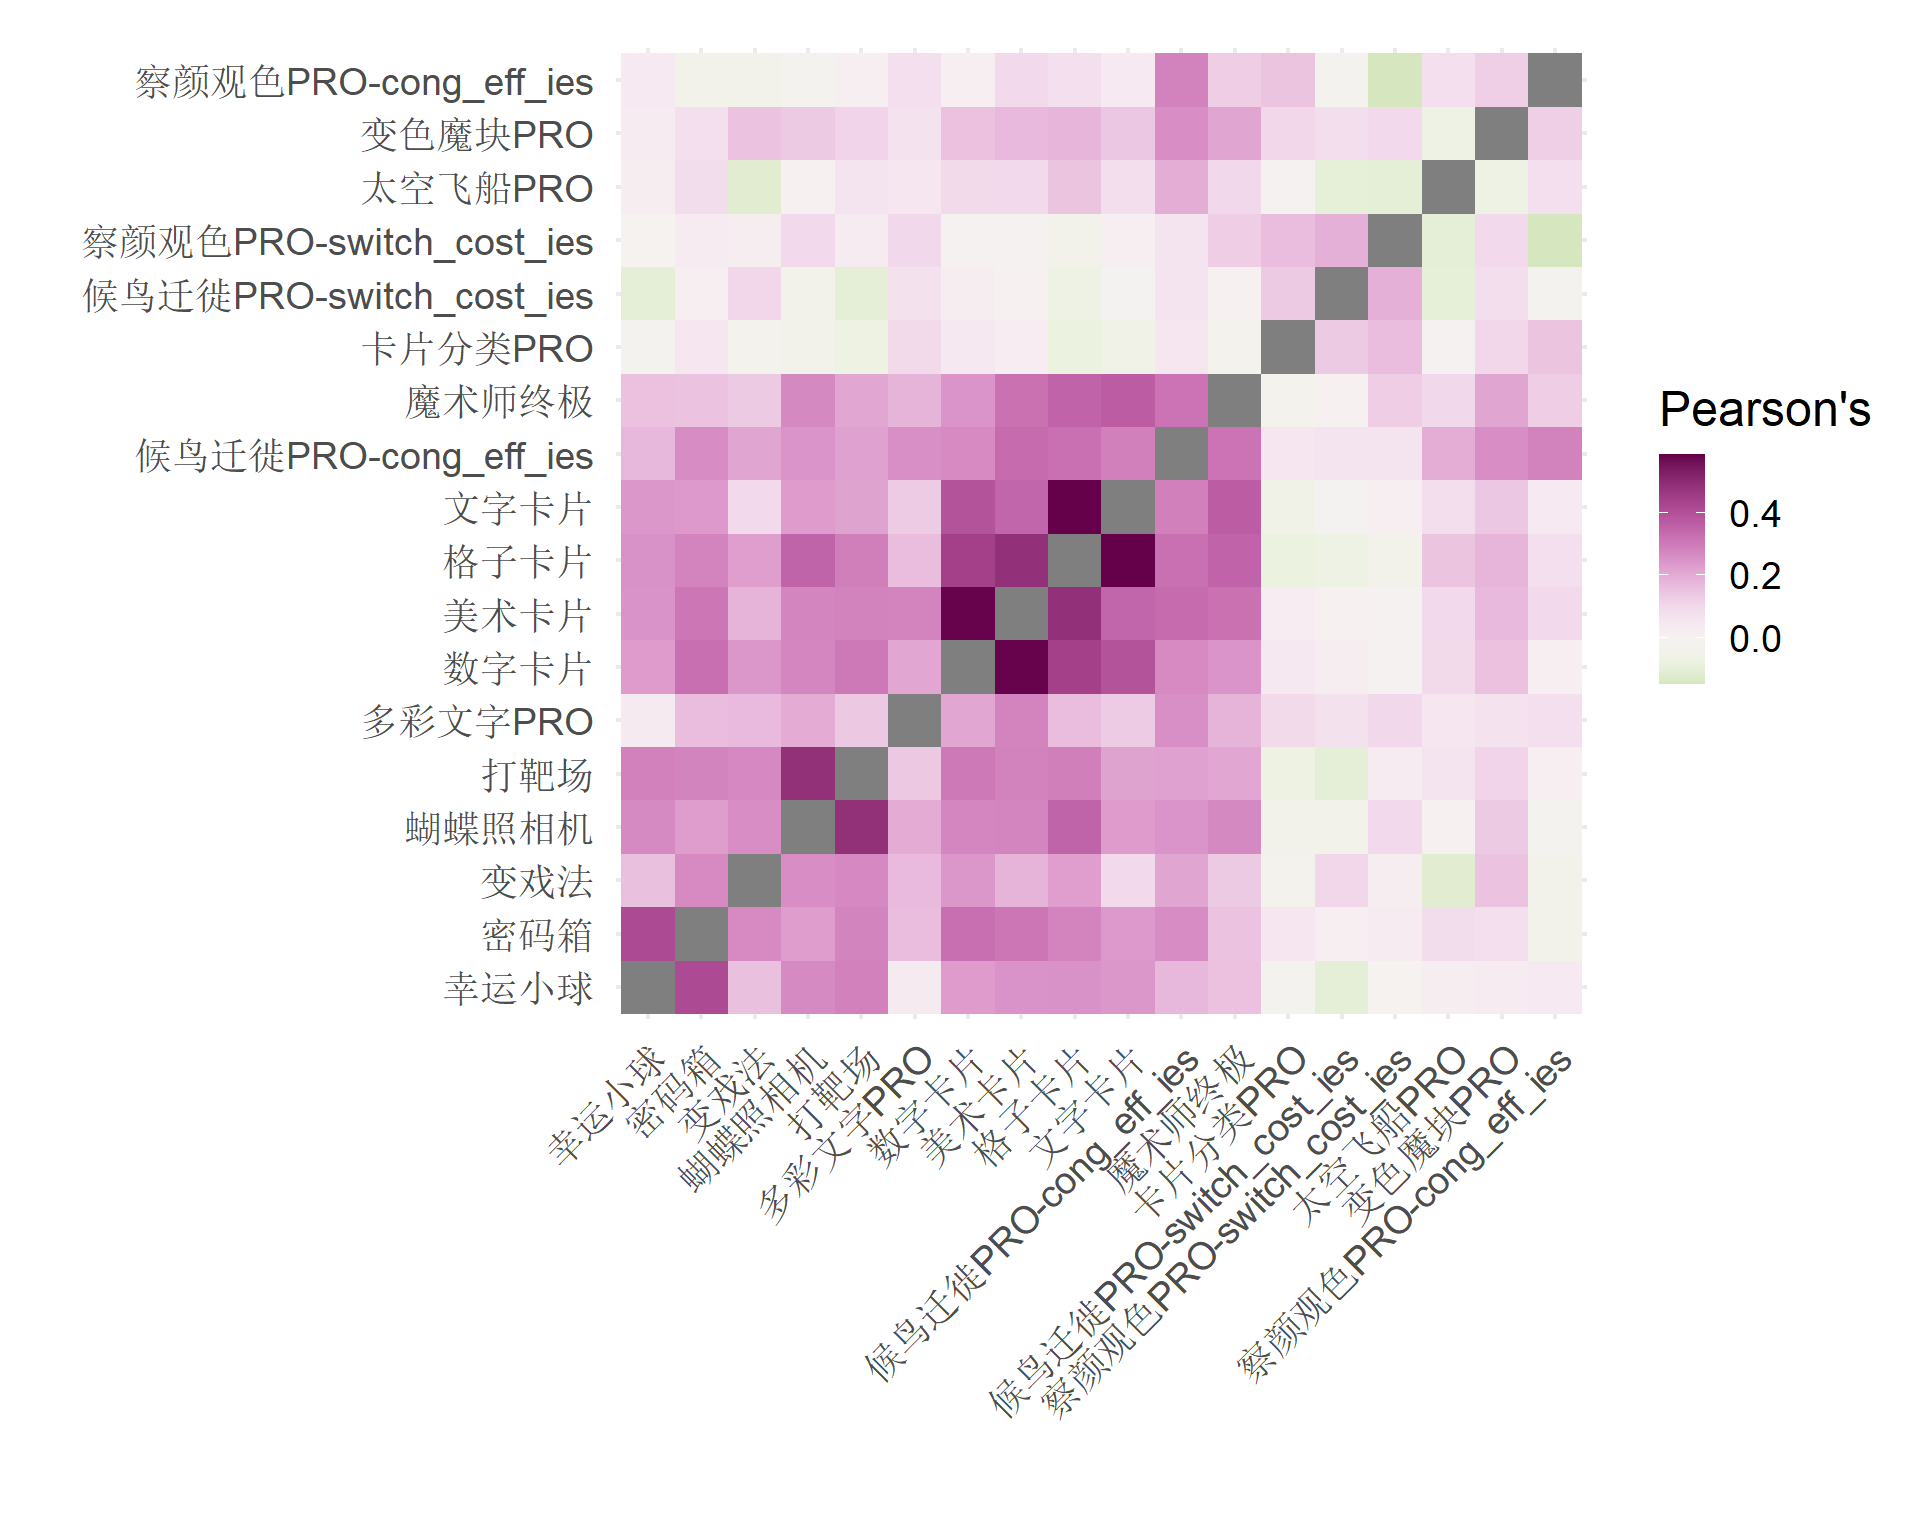 察颜观色PRO-cong_eff_ies
变色魔块PRO
太空飞船PRO
察颜观色PRO-switch_cost_ies
候鸟迁徙PRO-switch_cost_ies
卡片分类PRO
魔术师终极
候鸟迁徙PRO-cong_eff_ies
文字卡片
格子卡片
美术卡片
数字卡片
多彩文字PRO
打靶场
蝴蝶照相机
变戏法
密码箱
幸运小球
幸运小球
密码箱
变戏法
蝴蝶照相机
打靶场
多彩文字PRO
数字卡片
美术卡片
格子卡片
文字卡片
候鸟迁徙PRO-cong_eff_ies
魔术师终极
卡片分类PRO
候鸟迁徙PRO-switch_cost_ies
察颜观色PRO-switch_cost_ies
太空飞船PRO
变色魔块PRO
察颜观色PRO-cong_eff_ies
Pearson's
0.4
0.2
0.0